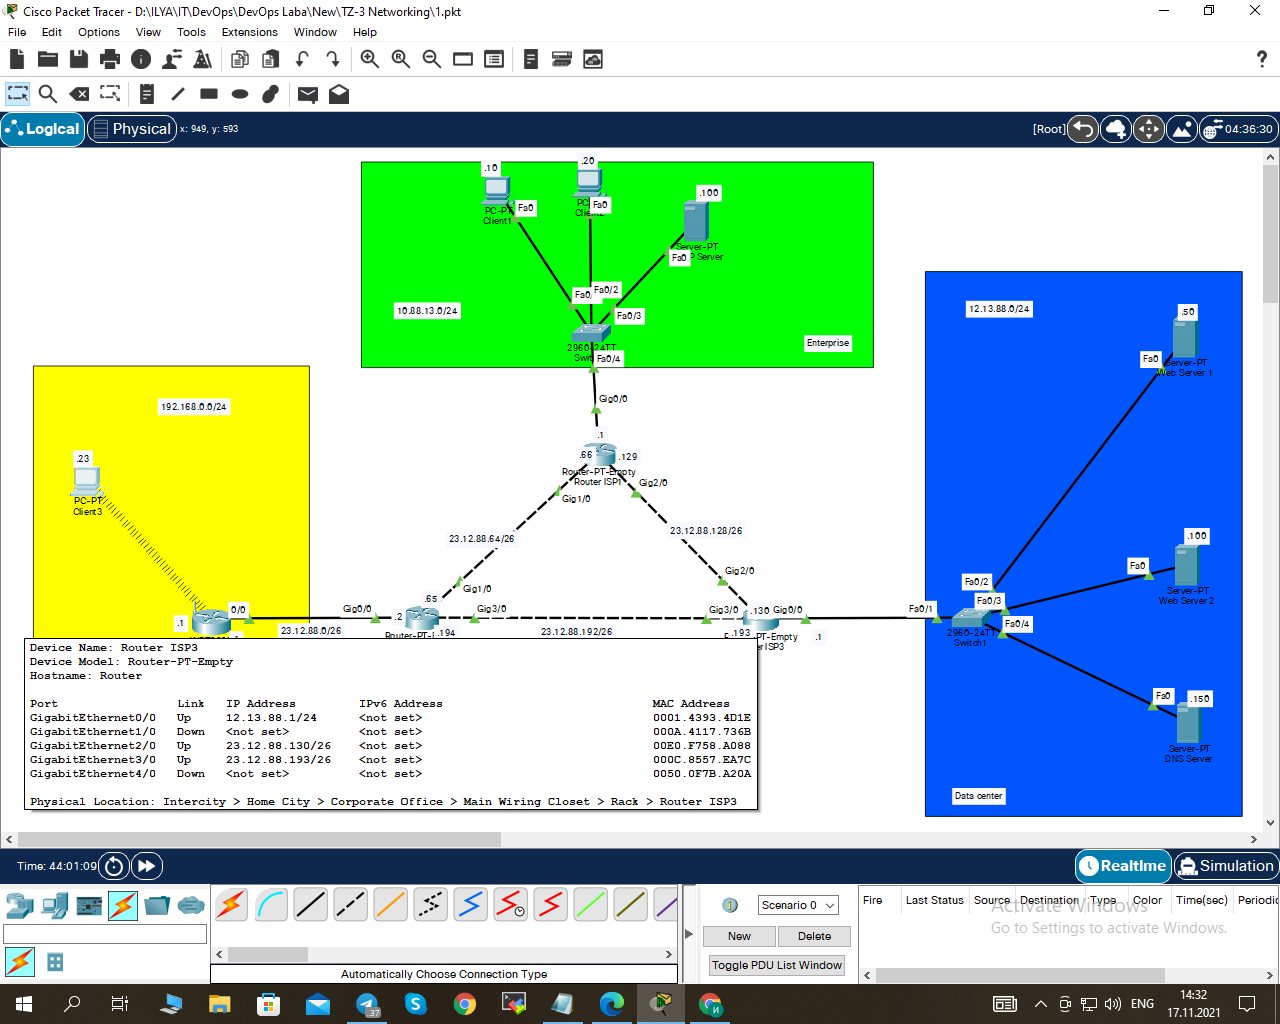 Cisco Packet Tracer - D:\ILYA\IT\DevOps\DevOps Laba\New\TZ-3 Networking\1.pkt
File Edit Options View Tools Extensions Window Help
Logical Physical x: 949, y: 593 [Root] 04:36:30
.10 .20 .100
PC-PT
Client1
Fa0
Fa0
Server-PT
Server
Fa0
Fa0/2
Fa0/3
10.88.13.0/24
2960-24TT
Fa0/4
Enterprise
Gig0/0
.1
.66 .129
Router-PT-Empty
Router ISP1
Gig1/0
Gig2/0
23.12.88.64/26
23.12.88.128/26
Gig1/0
Gig2/0
192.168.0.0/24
.23
PC-PT
Client3
.1
0/0
23.12.88.0/26
Gig0/0
.2
.65
Gig3/0
.194
23.12.88.192/26
Gig3/0
.193
.130
Gig0/0
.1
12.13.88.0/24
.50
Fa0
Server-PT
Web Server 1
.100
Fa0
Server-PT
Web Server 2
Fa0/1
Fa0/2
Fa0/3
Fa0/4
2960-24TT
Switch1
Fa0
.150
Server-PT
DNS Server
Data center
Device Name: Router ISP3
Device Model: Router-PT-Empty
Hostname: Router
Port Link IP Address IPv6 Address MAC Address
GigabitEthernet0/0 Up 12.13.88.1/24 <not set> 0001.4393.4D1E
GigabitEthernet1/0 Down <not set> <not set> 000A.4117.736B
GigabitEthernet2/0 Up 23.12.88.130/26 <not set> 00E0.F758.A088
GigabitEthernet3/0 Up 23.12.88.193/26 <not set> 000C.8557.EA7C
GigabitEthernet4/0 Down <not set> <not set> 0050.0F7B.A20A
Physical Location: Intercity > Home City > Corporate Office > Main Wiring Closet > Rack > Router ISP3
Time: 44:01:09 Realtime Simulation
Scenario 0
New Delete
Toggle PDU List Window
Fire Last Status Source Destination Type Color Time(sec) Periodic
Activate Windows
Go to Settings to activate Windows.
Automatically Choose Connection Type
.37
ENG
14:32
17.11.2021